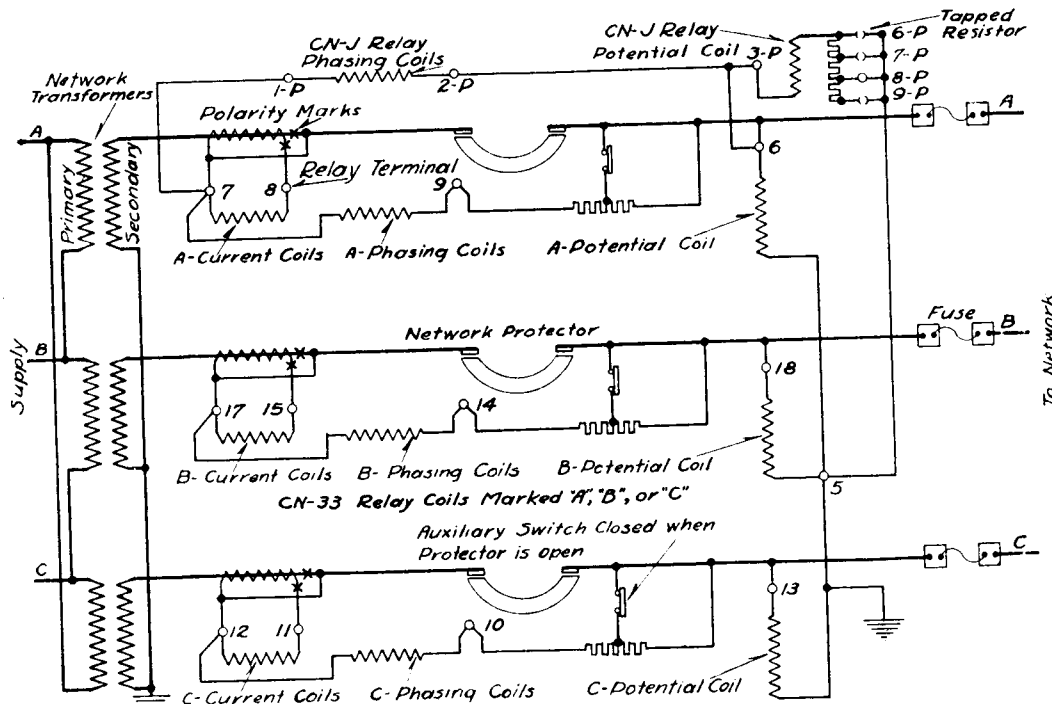 CN-J Relay
Phasing Coils
1-P
2-P
CN-J Relay
Potential Coil
3-P
Tapped
Resistor
6-P
7-P
8-P
9-P
Network
Transformers
Polarity Marks
A
A
Primary
Secondary
7
8
Relay Terminal
9
6
A-Current Coils
A-Phasing Coils
A-Potential Coil
Supply
B
Network Protector
Fuse
B
To Network
17
15
14
18
B- Current Coils
B- Phasing Coils
B-Potential Coil
5
CN-33 Relay Coils Marked "A", "B", or "C"
Auxiliary Switch Closed when
Protector is open
C
C
12
11
10
13
C- Current Coils
C- Phasing Coils
C-Potential Coil